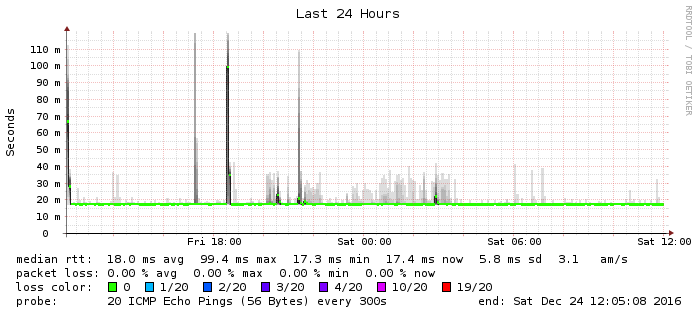 Last 24 Hours
RRDTOOL / TOBI OETIKER
Seconds
110 m
100 m
90 m
80 m
70 m
60 m
50 m
40 m
30 m
20 m
10 m
0
Fri 18:00 Sat 00:00 Sat 06:00 Sat 12:00
median rtt: 18.0 ms avg 99.4 ms max 17.3 ms min 17.4 ms now 5.8 ms sd 3.1 am/s
packet loss: 0.00 % avg 0.00 % max 0.00 % min 0.00 % now
loss color: 0 1/20 2/20 3/20 4/20 10/20 19/20
probe: 20 ICMP Echo Pings (56 Bytes) every 300s end: Sat Dec 24 12:05:08 2016